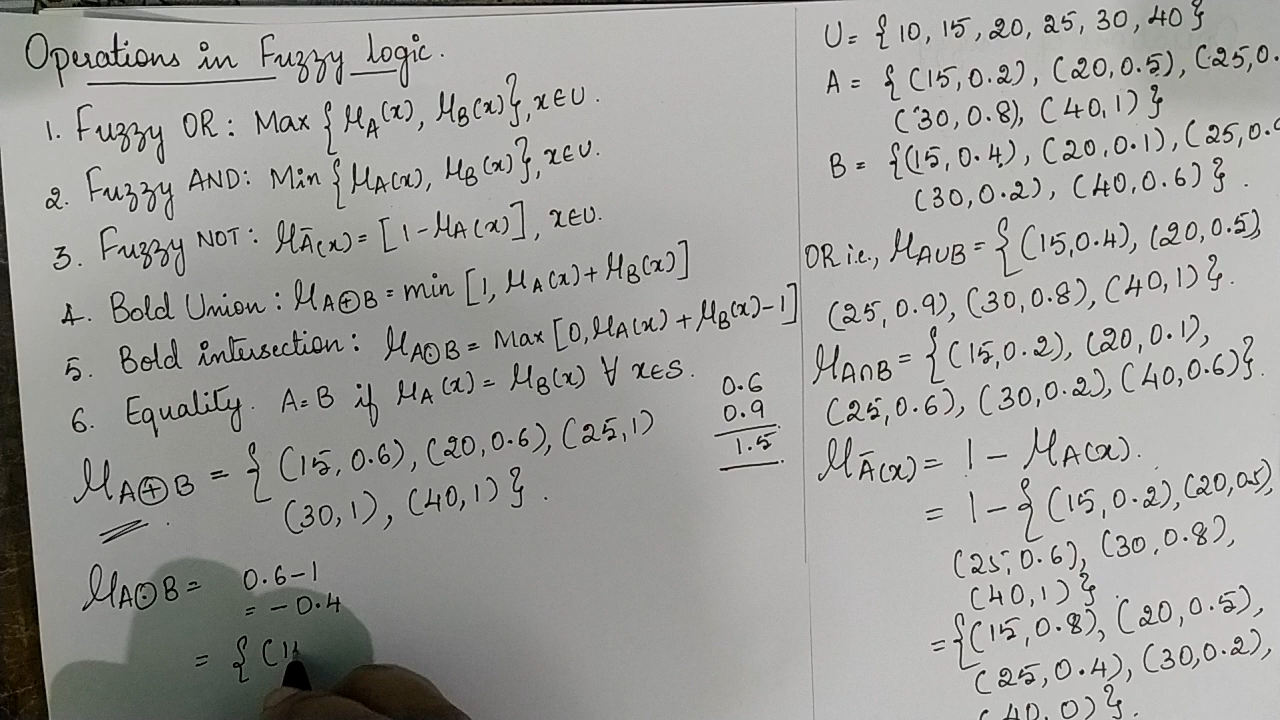 Operations in Fuzzy logic.
1. Fuzzy OR: Max {μA(x), μB(x)}, x∈U.
2. Fuzzy AND: Min {μA(x), μB(x)}, x∈U.
3. Fuzzy NOT: μĀ(x) = [1-μA(x)], x∈U.
4. Bold Union: μA⊕B = min [1, μA(x)+μB(x)]
5. Bold intersection: μA⊙B = Max [0, μA(x)+μB(x)-1]
6. Equality. A=B if μA(x) = μB(x) ∀ x∈S.
μA⊕B = {(15, 0.6), (20, 0.6), (25, 1)
(30, 1), (40, 1)}.
0.6
0.9
1.5
μA⊙B = 0.6-1
= -0.4
= {(1
U = {10, 15, 20, 25, 30, 40}
A = {(15, 0.2), (20, 0.5), (25, 0.
(30, 0.8), (40, 1)}
B = {(15, 0.4), (20, 0.1), (25, 0.9
(30, 0.2), (40, 0.6)}.
OR i.e., μA∪B = {(15, 0.4), (20, 0.5)
(25, 0.9), (30, 0.8), (40, 1)}.
μA∩B = {(15, 0.2), (20, 0.1),
(25, 0.6), (30, 0.2), (40, 0.6)}.
μĀ(x) = 1 - μA(x).
= 1 - {(15, 0.2), (20, 0.5),
(25, 0.6), (30, 0.8),
(40, 1)}
= {(15, 0.8), (20, 0.5),
(25, 0.4), (30, 0.2),
(40, 0)}.